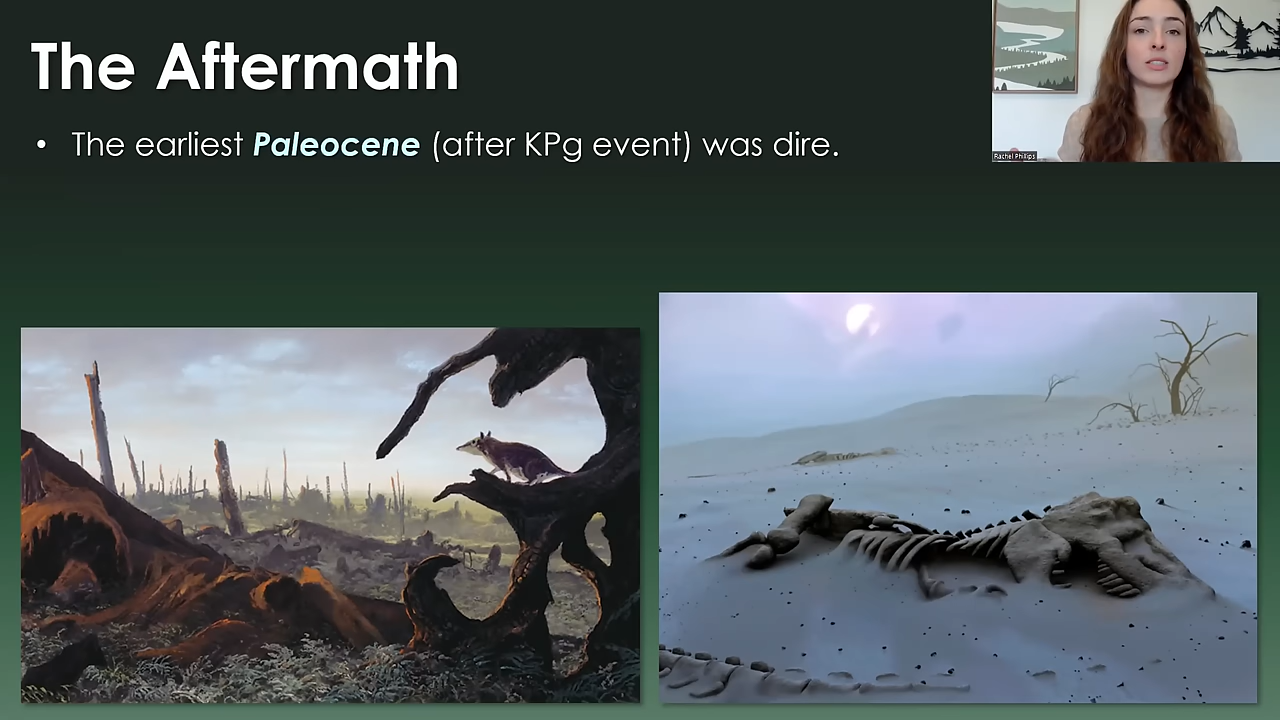 The Aftermath
• The earliest Paleocene (after KPg event) was dire.
Rachel Phillips